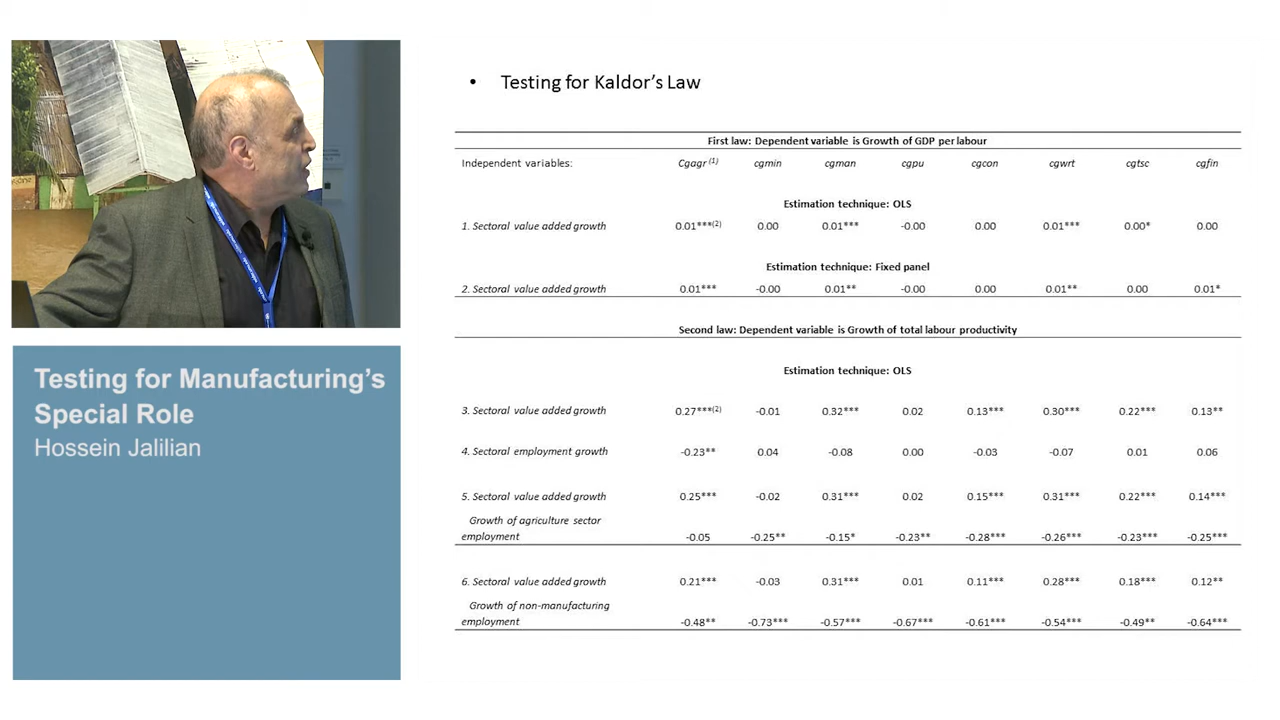 • Testing for Kaldor's Law
First law: Dependent variable is Growth of GDP per labour
Independent variables: Cgagr (1) cgmin cgman cgpu cgcon cgwrt cgtsc cgfin
Estimation technique: OLS
1. Sectoral value added growth 0.01***(2) 0.00 0.01*** -0.00 0.00 0.01*** 0.00* 0.00
Estimation technique: Fixed panel
2. Sectoral value added growth 0.01*** -0.00 0.01** -0.00 0.00 0.01** 0.00 0.01*
Second law: Dependent variable is Growth of total labour productivity
Estimation technique: OLS
3. Sectoral value added growth 0.27***(2) -0.01 0.32*** 0.02 0.13*** 0.30*** 0.22*** 0.13**
4. Sectoral employment growth -0.23** 0.04 -0.08 0.00 -0.03 -0.07 0.01 0.06
5. Sectoral value added growth 0.25*** -0.02 0.31*** 0.02 0.15*** 0.31*** 0.22*** 0.14***
Growth of agriculture sector
employment -0.05 -0.25** -0.15* -0.23** -0.28*** -0.26*** -0.23*** -0.25***
6. Sectoral value added growth 0.21*** -0.03 0.31*** 0.01 0.11*** 0.28*** 0.18*** 0.12**
Growth of non-manufacturing
employment -0.48** -0.73*** -0.57*** -0.67*** -0.61*** -0.54*** -0.49** -0.64***
Testing for Manufacturing's
Special Role
Hossein Jalilian